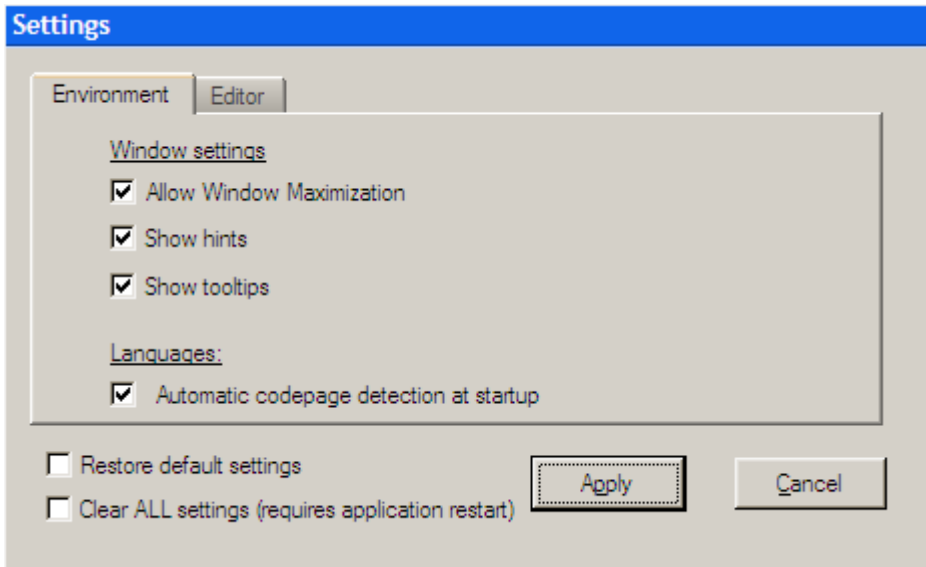 Settings
Environment Editor
Window settings
Allow Window Maximization
Show hints
Show tooltips
Languages:
Automatic codepage detection at startup
Restore default settings
Apply Cancel
Clear ALL settings (requires application restart)